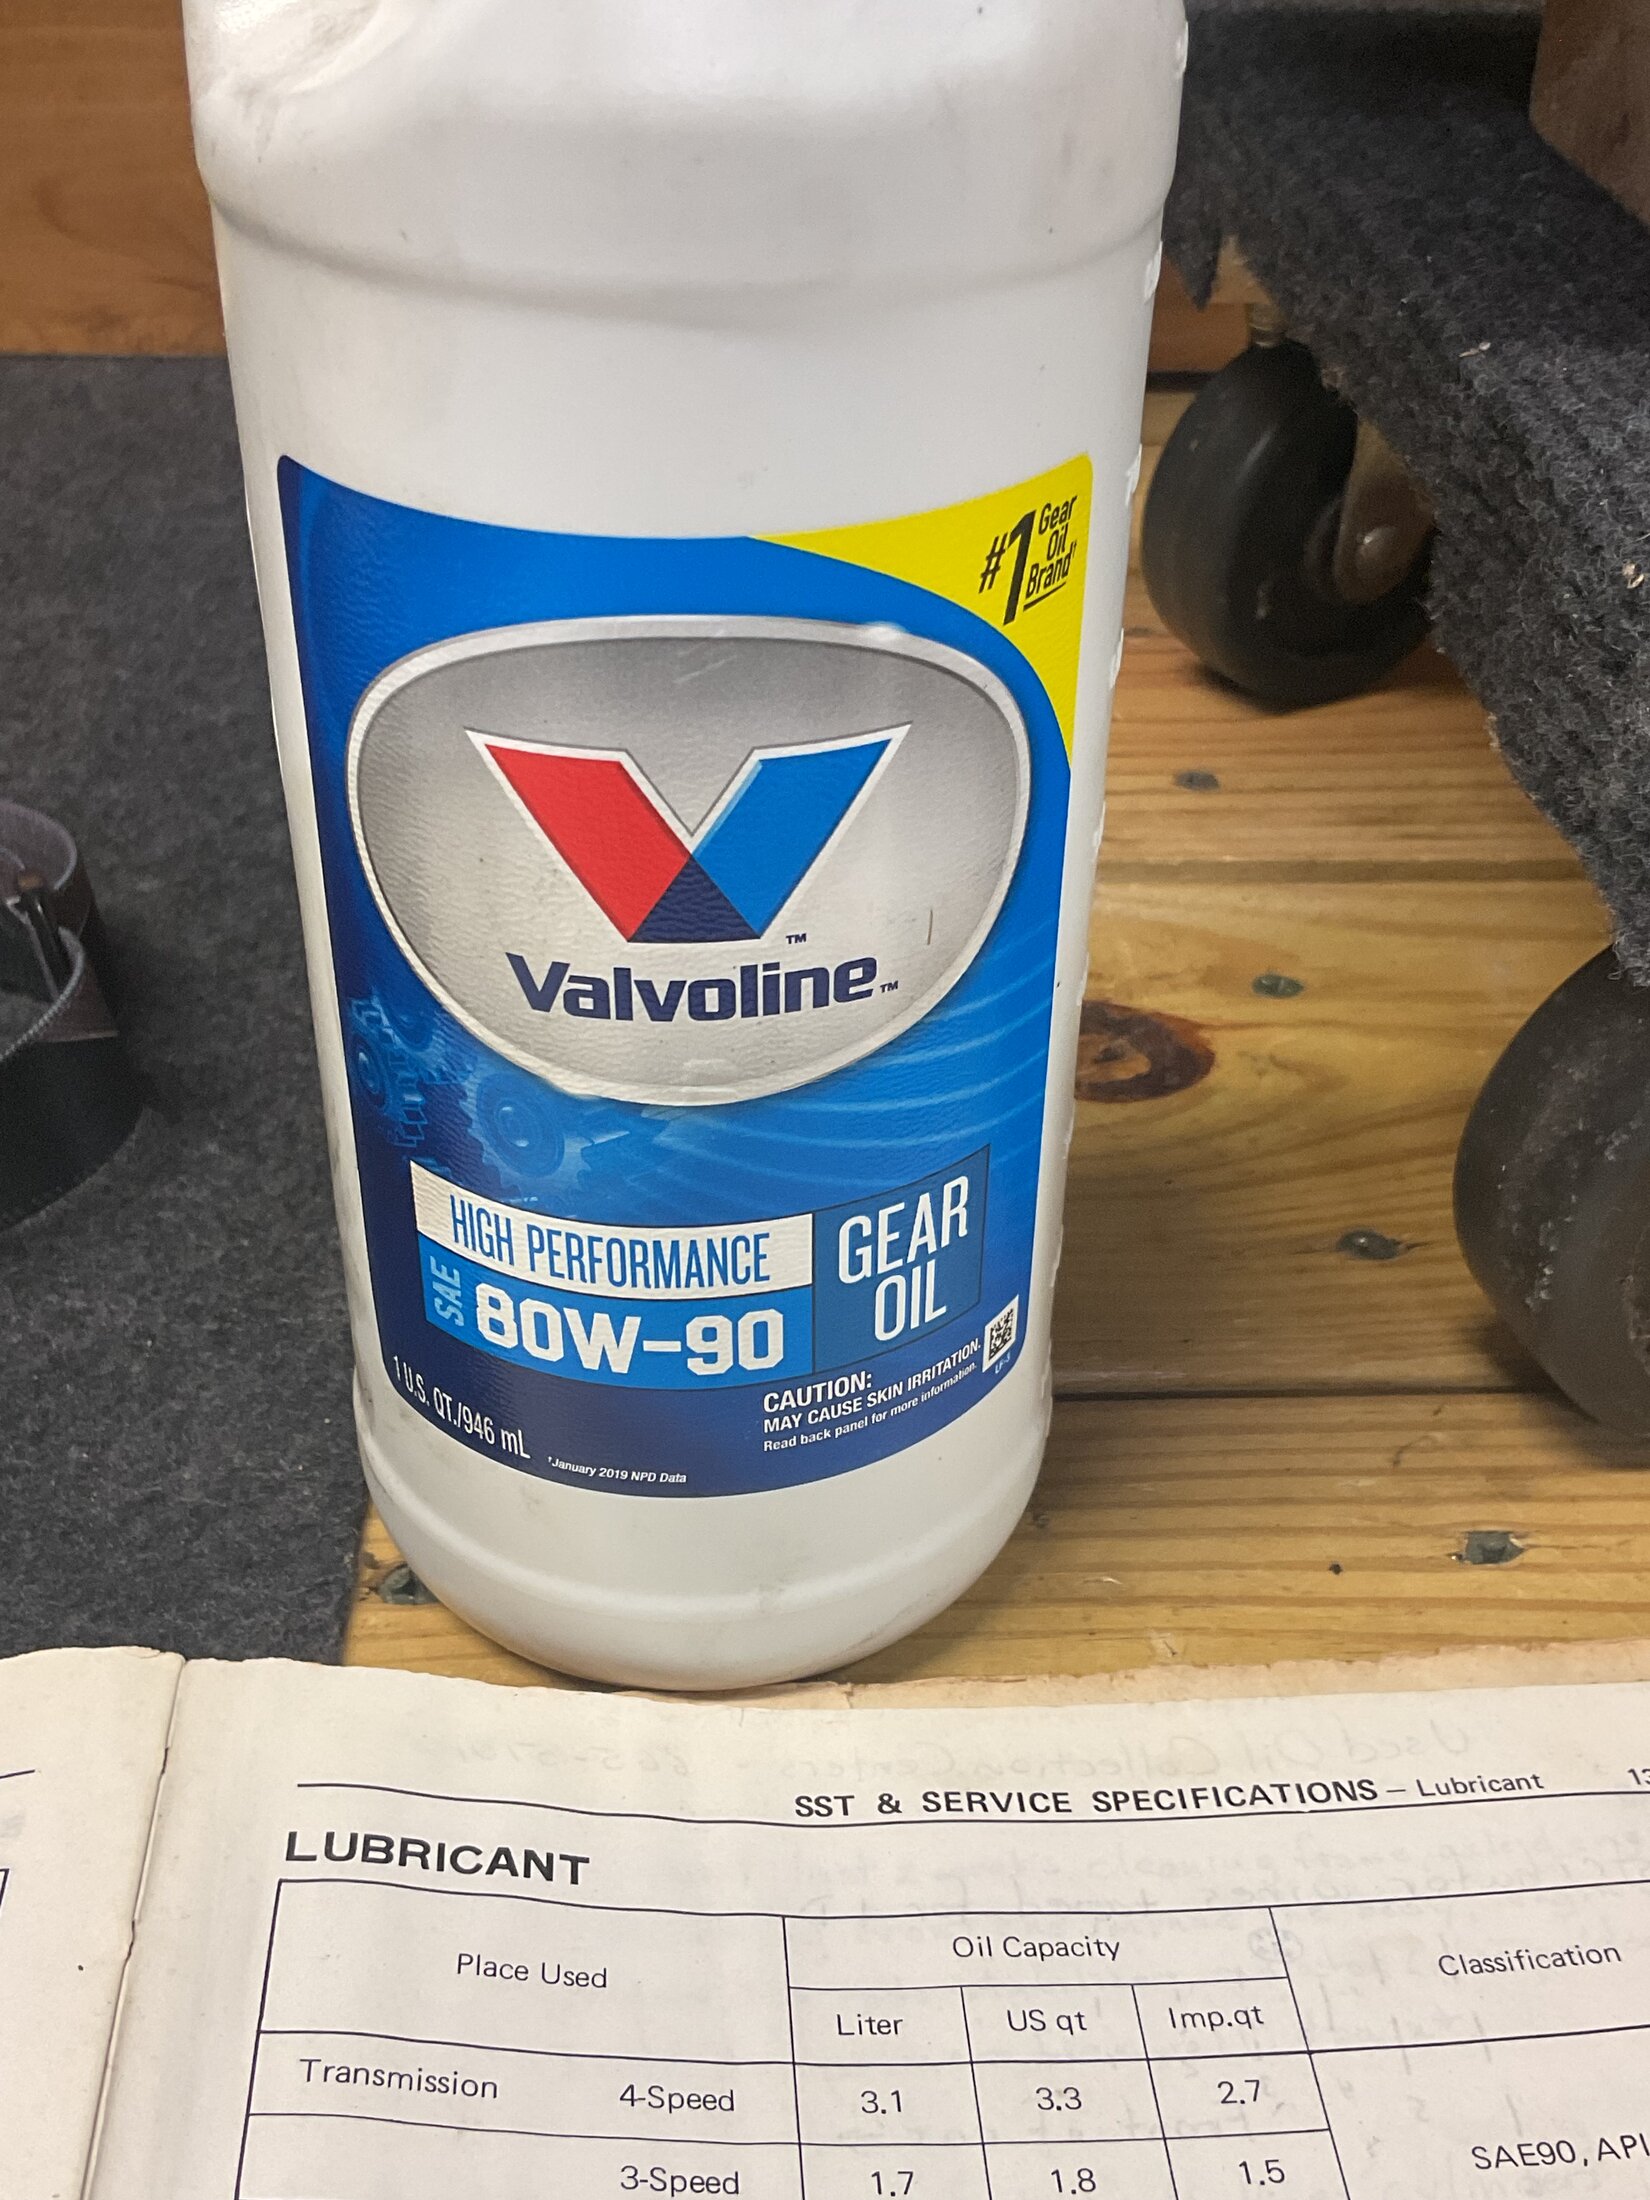 #1 Gear
Oil
Brand†
™
Valvoline™
HIGH PERFORMANCE
SAE 80W-90
GEAR
OIL
1 U.S. QT./946 mL
†January 2019 NPD Data
CAUTION:
MAY CAUSE SKIN IRRITATION.
Read back panel for more information.
SST & SERVICE SPECIFICATIONS – Lubricant
LUBRICANT
Place Used
Oil Capacity
Classification
Liter
US qt
Imp.qt
Transmission 4-Speed 3.1 3.3 2.7
3-Speed 1.7 1.8 1.5
SAE90, API